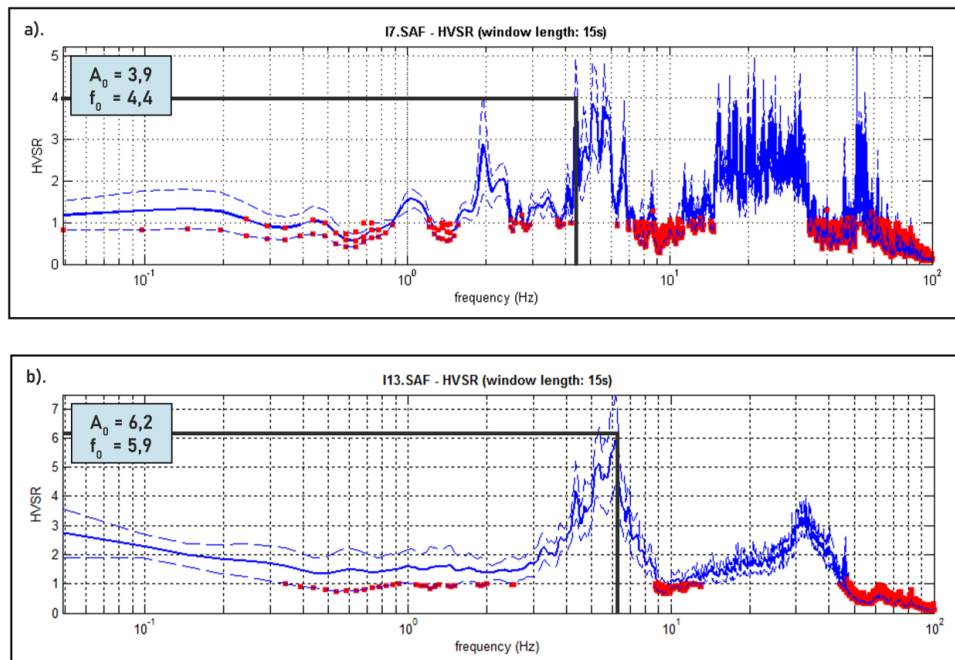 a).
I7.SAF - HVSR (window length: 15s)
A₀ = 3,9
f₀ = 4,4
HVSR
5
4
3
2
1
0
10⁻¹ 10⁰ 10¹ 10²
frequency (Hz)
b).
I13.SAF - HVSR (window length: 15s)
A₀ = 6,2
f₀ = 5,9
HVSR
7
6
5
4
3
2
1
0
10⁻¹ 10⁰ 10¹ 10²
frequency (Hz)